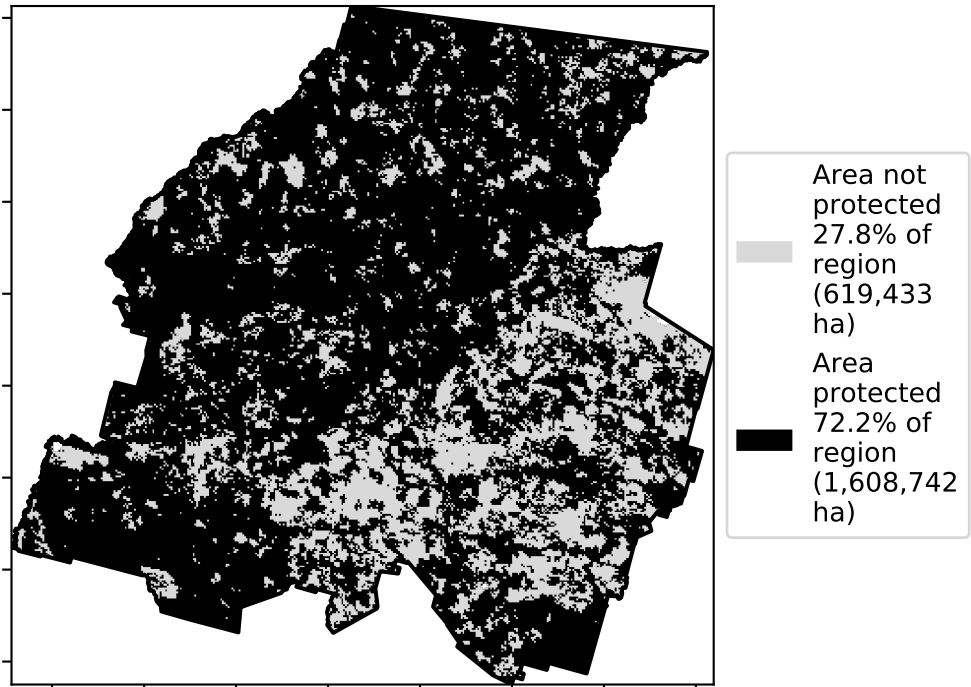 Area not
protected
27.8% of
region
(619,433
ha)
Area
protected
72.2% of
region
(1,608,742
ha)